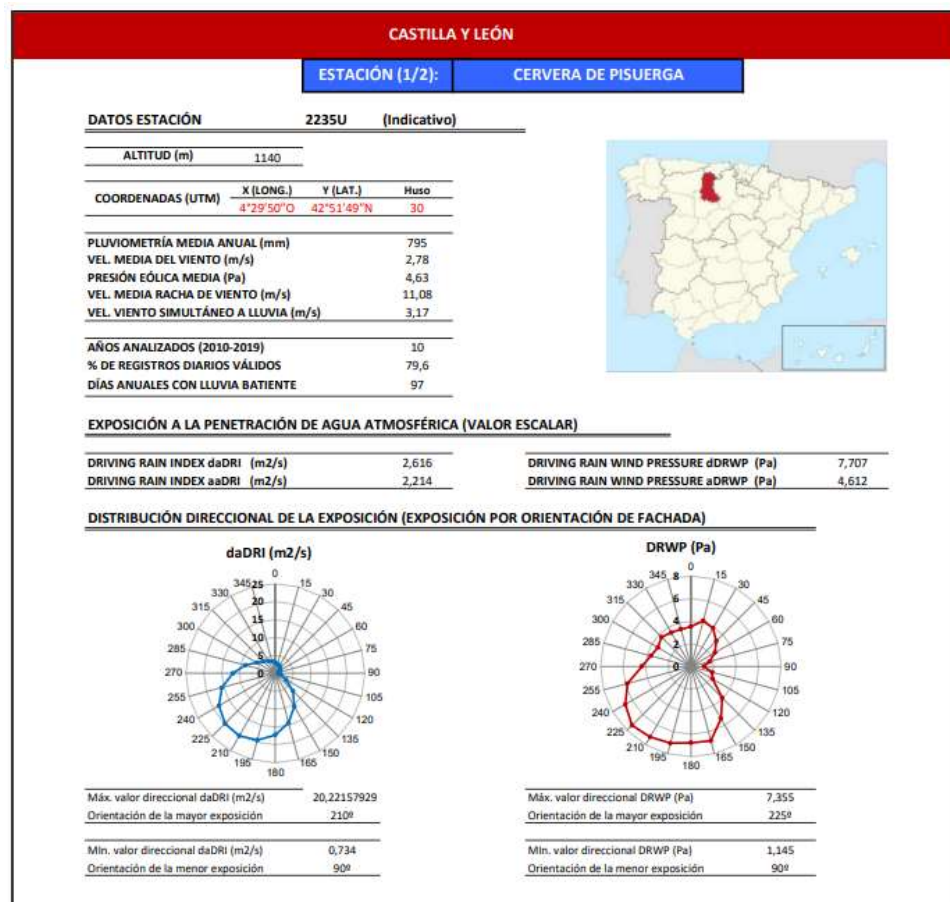 CASTILLA Y LEÓN
ESTACIÓN (1/2): CERVERA DE PISUERGA
DATOS ESTACIÓN 2235U (Indicativo)
ALTITUD (m) 1140
COORDENADAS (UTM) X (LONG.) Y (LAT.) Huso
4°29'50"O 42°51'49"N 30
PLUVIOMETRÍA MEDIA ANUAL (mm) 795
VEL. MEDIA DEL VIENTO (m/s) 2,78
PRESIÓN EÓLICA MEDIA (Pa) 4,63
VEL. MEDIA RACHA DE VIENTO (m/s) 11,08
VEL. VIENTO SIMULTÁNEO A LLUVIA (m/s) 3,17
AÑOS ANALIZADOS (2010-2019) 10
% DE REGISTROS DIARIOS VÁLIDOS 79,6
DÍAS ANUALES CON LLUVIA BATIENTE 97
EXPOSICIÓN A LA PENETRACIÓN DE AGUA ATMOSFÉRICA (VALOR ESCALAR)
DRIVING RAIN INDEX daDRI (m2/s) 2,616
DRIVING RAIN INDEX aaDRI (m2/s) 2,214
DRIVING RAIN WIND PRESSURE dDRWP (Pa) 7,707
DRIVING RAIN WIND PRESSURE aDRWP (Pa) 4,612
DISTRIBUCIÓN DIRECCIONAL DE LA EXPOSICIÓN (EXPOSICIÓN POR ORIENTACIÓN DE FACHADA)
daDRI (m2/s)
0
345 25 15
330 20 30
315 15 45
300 10 60
285 5 75
270 0 90
255 105
240 120
225 135
210 150
195 165
180
Máx. valor direccional daDRI (m2/s) 20,22157929
Orientación de la mayor exposición 210º
MIn. valor direccional daDRI (m2/s) 0,734
Orientación de la menor exposición 90º
DRWP (Pa)
0
345 8 15
330 6 30
315 45
300 4 60
285 2 75
270 0 90
255 105
240 120
225 135
210 150
195 165
180
Máx. valor direccional DRWP (Pa) 7,355
Orientación de la mayor exposición 225º
MIn. valor direccional DRWP (Pa) 1,145
Orientación de la menor exposición 90º